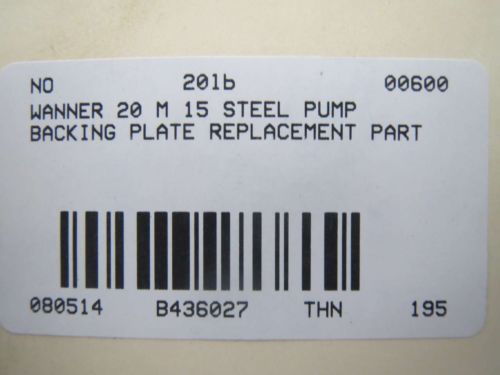 NO 201b 00600
WANNER 20 M 15 STEEL PUMP
BACKING PLATE REPLACEMENT PART
080514 B436027 THN 195